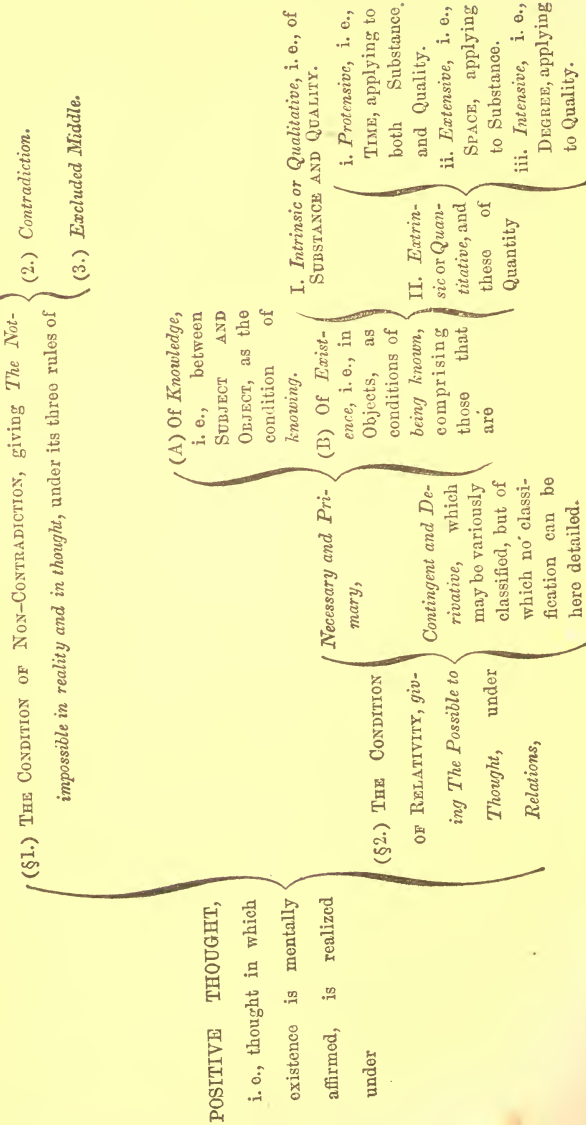 POSITIVE THOUGHT,
i. e., thought in which
existence is mentally
affirmed, is realized
under
(§1.) THE CONDITION OF NON-CONTRADICTION, giving The Not-
impossible in reality and in thought, under its three rules of
(2.) Contradiction.
(3.) Excluded Middle.
(§2.) THE CONDITION
OF RELATIVITY, giv-
ing The Possible to
Thought, under
Relations,
Necessary and Pri-
mary,
Contingent and De-
rivative, which
may be variously
classified, but of
which no classi-
fication can be
here detailed.
(A) Of Knowledge,
i. e., between
SUBJECT AND
OBJECT, as the
condition of
knowing.
(B) Of Exist-
ence, i. e., in
Objects, as
conditions of
being known,
comprising
those that
are
I. Intrinsic or Qualitative, i. e., of
SUBSTANCE AND QUALITY.
II. Extrin-
sic or Quan-
titative, and
these of
Quantity
i. Protensive, i. e.,
TIME, applying to
both Substance
and Quality.
ii. Extensive, i. e.,
SPACE, applying
to Substance.
iii. Intensive, i. e.,
DEGREE, applying
to Quality.